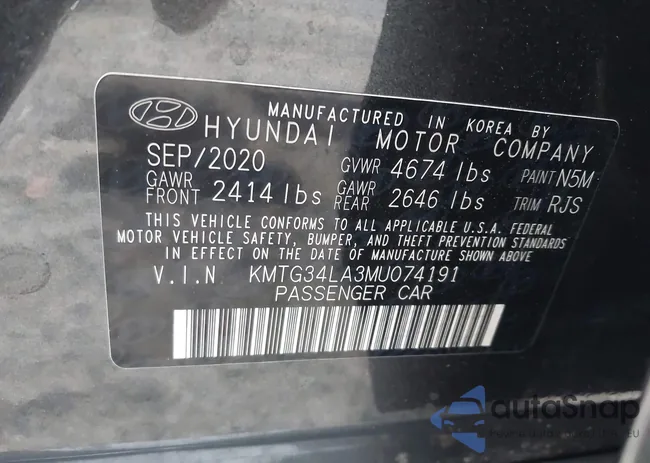 MANUFACTURED IN KOREA BY
HYUNDAI MOTOR COMPANY
SEP/2020 GVWR 4674 lbs PAINT N5M
GAWR FRONT 2414 lbs GAWR REAR 2646 lbs TRIM RJS
THIS VEHICLE CONFORMS TO ALL APPLICABLE U.S.A. FEDERAL
MOTOR VEHICLE SAFETY, BUMPER, AND THEFT PREVENTION STANDARDS
IN EFFECT ON THE DATE OF MANUFACTURE SHOWN ABOVE
V.I.N KMTG34LA3MU074191
PASSENGER CAR
autoSnap